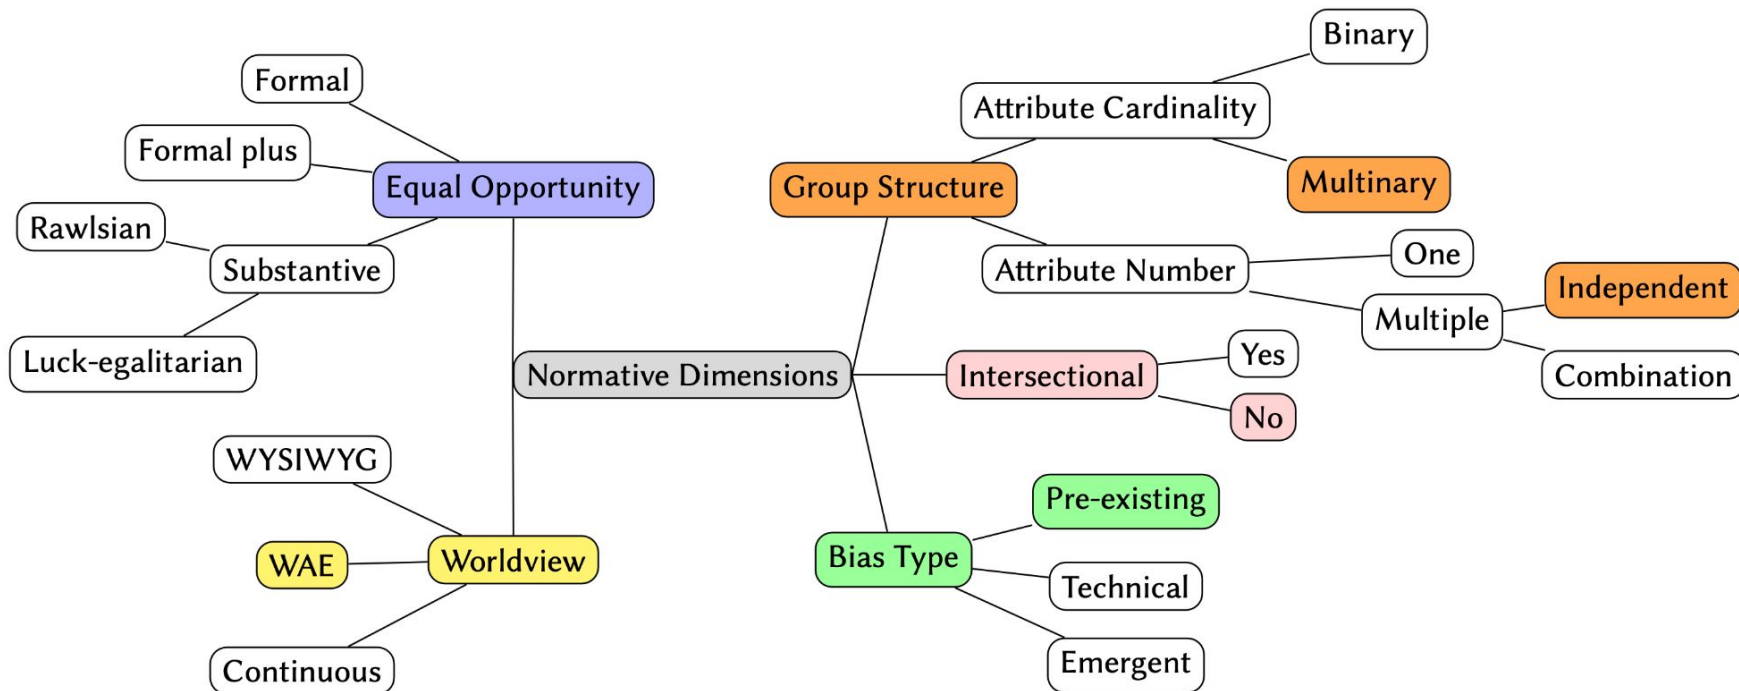 Binary
Formal
Attribute Cardinality
Formal plus
Equal Opportunity
Group Structure
Multinary
Rawlsian
Substantive
Attribute Number
One
Independent
Multiple
Luck-egalitarian
Normative Dimensions
Intersectional
Yes
Combination
No
WYSIWYG
Pre-existing
WAE
Worldview
Bias Type
Technical
Continuous
Emergent